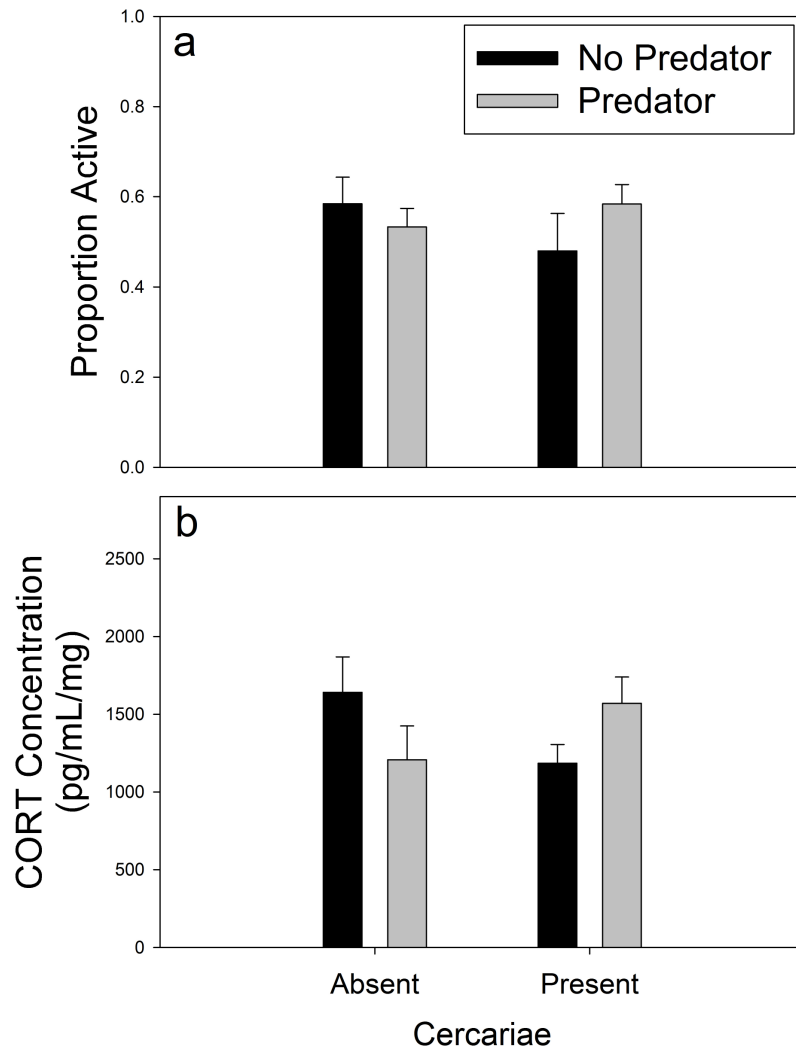 a
No Predator
Predator
Proportion Active
1.0
0.8
0.6
0.4
0.2
0.0
b
CORT Concentration
(pg/mL/mg)
2500
2000
1500
1000
500
0
Absent
Present
Cercariae